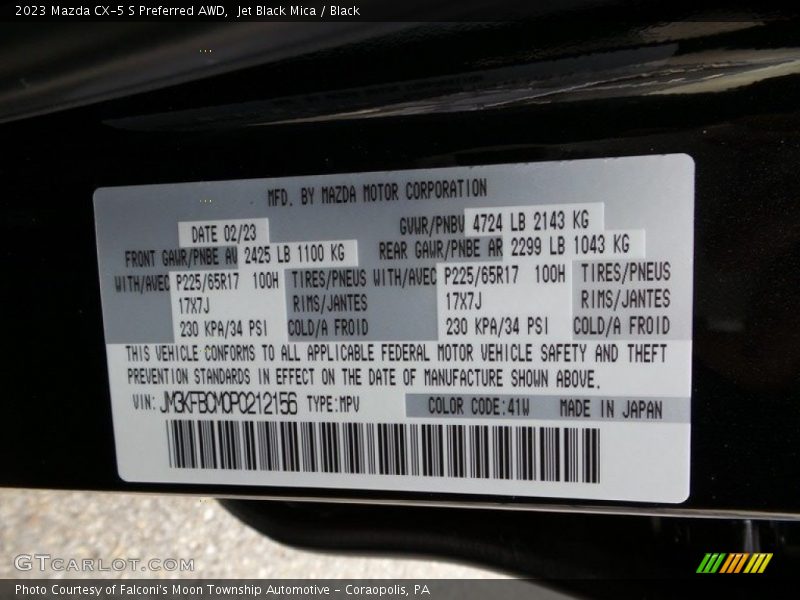 2023 Mazda CX-5 S Preferred AWD,  Jet Black Mica / Black
MFD. BY MAZDA MOTOR CORPORATION
DATE 02/23 GVWR/PNBV 4724 LB 2143 KG
FRONT GAWR/PNBE AV 2425 LB 1100 KG REAR GAWR/PNBE AR 2299 LB 1043 KG
WITH/AVEC P225/65R17 100H TIRES/PNEUS WITH/AVEC P225/65R17 100H TIRES/PNEUS
17X7J RIMS/JANTES 17X7J RIMS/JANTES
230 KPA/34 PSI COLD/A FROID 230 KPA/34 PSI COLD/A FROID
THIS VEHICLE CONFORMS TO ALL APPLICABLE FEDERAL MOTOR VEHICLE SAFETY AND THEFT
PREVENTION STANDARDS IN EFFECT ON THE DATE OF MANUFACTURE SHOWN ABOVE.
VIN: JM3KFBCM0P0212156 TYPE:MPV COLOR CODE:41W MADE IN JAPAN
GTCARLOT.COM
Photo Courtesy of Falconi's Moon Township Automotive - Coraopolis, PA